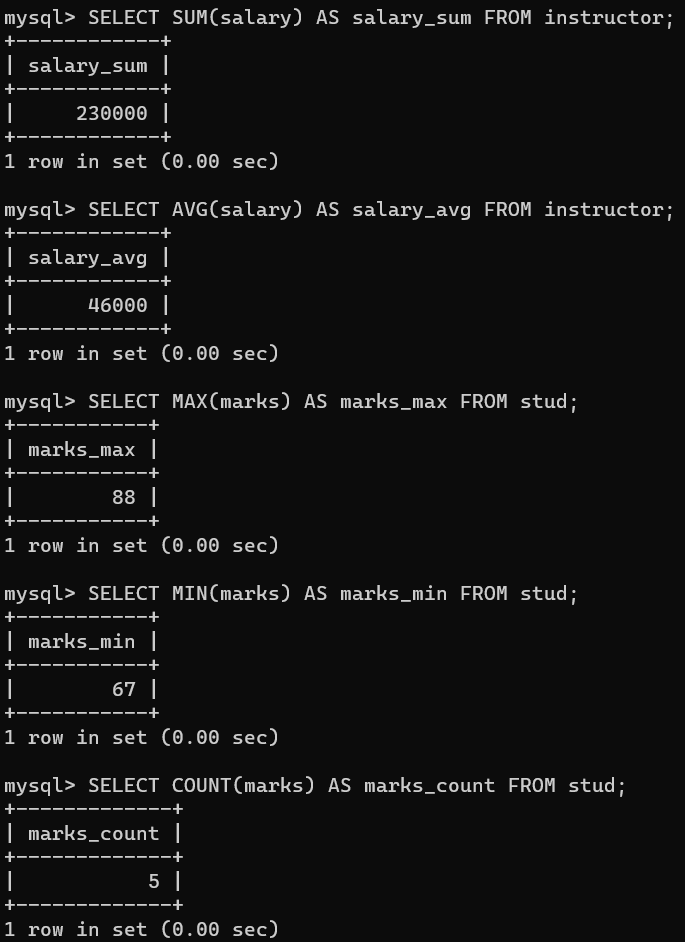 mysql> SELECT SUM(salary) AS salary_sum FROM instructor;
+------------+
| salary_sum |
+------------+
|     230000 |
+------------+
1 row in set (0.00 sec)

mysql> SELECT AVG(salary) AS salary_avg FROM instructor;
+------------+
| salary_avg |
+------------+
|      46000 |
+------------+
1 row in set (0.00 sec)

mysql> SELECT MAX(marks) AS marks_max FROM stud;
+-----------+
| marks_max |
+-----------+
|        88 |
+-----------+
1 row in set (0.00 sec)

mysql> SELECT MIN(marks) AS marks_min FROM stud;
+-----------+
| marks_min |
+-----------+
|        67 |
+-----------+
1 row in set (0.00 sec)

mysql> SELECT COUNT(marks) AS marks_count FROM stud;
+-------------+
| marks_count |
+-------------+
|           5 |
+-------------+
1 row in set (0.00 sec)